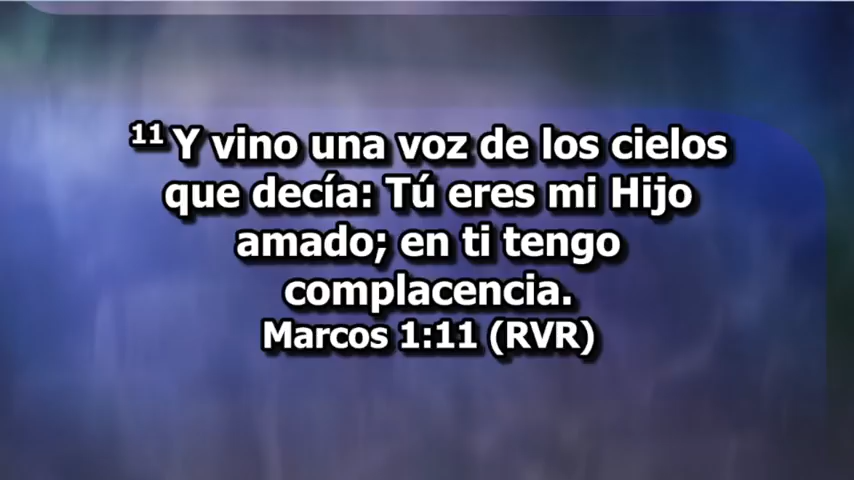 11 Y vino una voz de los cielos
que decía: Tú eres mi Hijo
amado; en ti tengo
complacencia.
Marcos 1:11 (RVR)